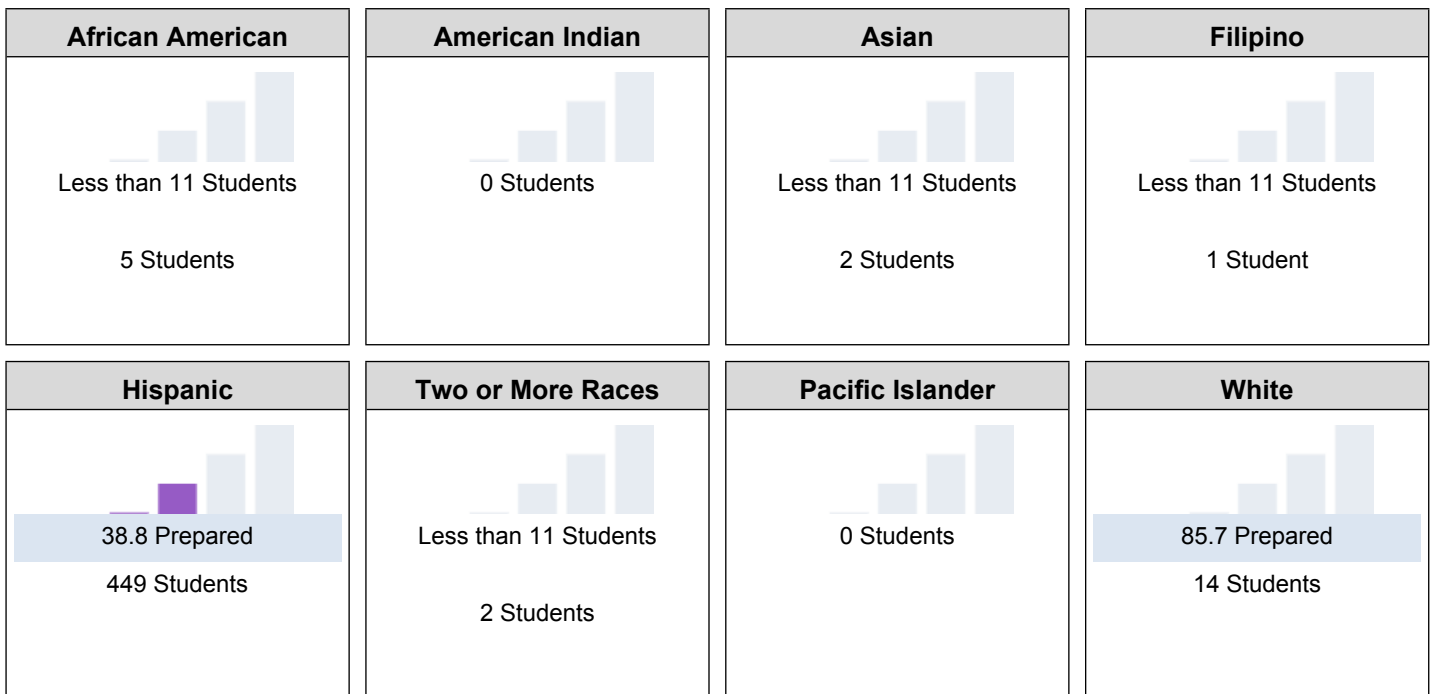 African American
Less than 11 Students
5 Students
American Indian
0 Students
Asian
Less than 11 Students
2 Students
Filipino
Less than 11 Students
1 Student
Hispanic
38.8 Prepared
449 Students
Two or More Races
Less than 11 Students
2 Students
Pacific Islander
0 Students
White
85.7 Prepared
14 Students